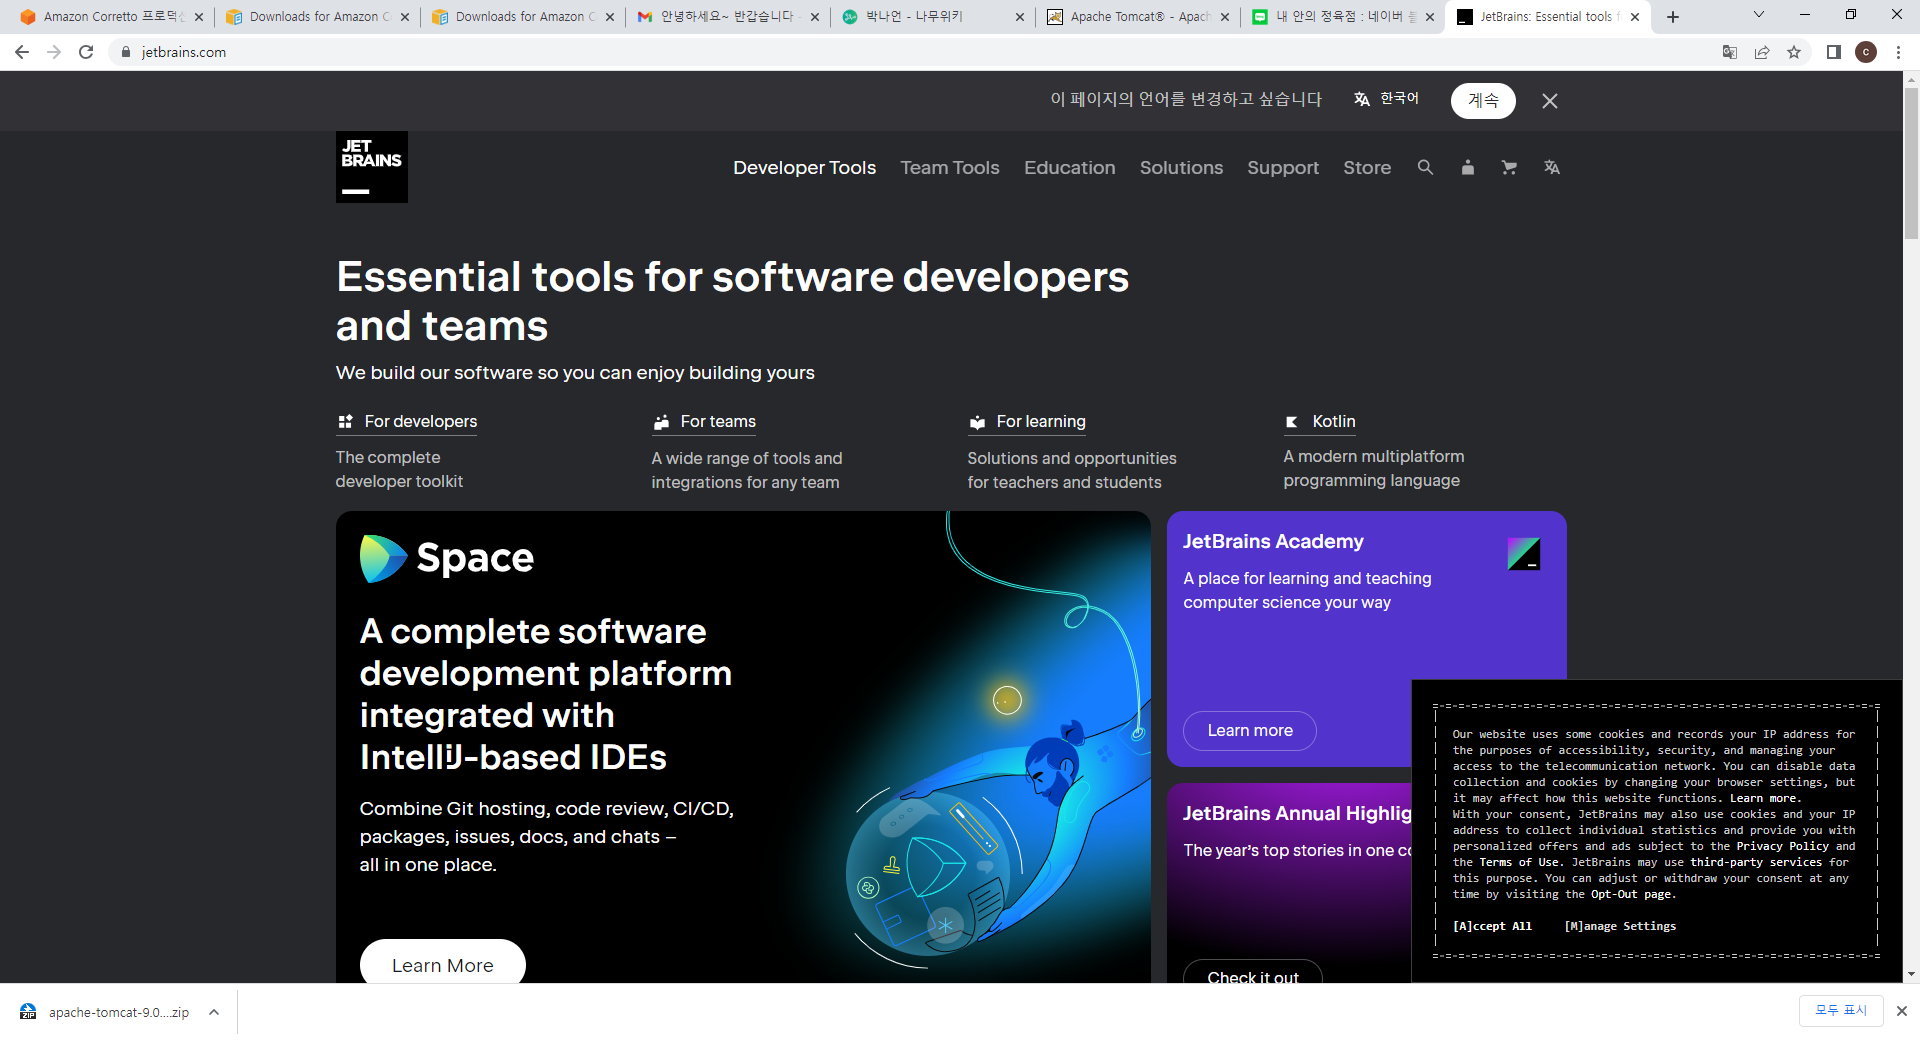 Amazon Corretto 프로덕션
Downloads for Amazon C
Downloads for Amazon C
안녕하세요~ 반갑습니다
박나언 - 나무위키
Apache Tomcat® - Apach
내 안의 정육점 : 네이버 블
JetBrains: Essential tools f
jetbrains.com
C
이 페이지의 언어를 변경하고 싶습니다
한국어
계속
JET
BRAINS
Developer Tools
Team Tools
Education
Solutions
Support
Store
Essential tools for software developers
and teams
We build our software so you can enjoy building yours
For developers
The complete
developer toolkit
For teams
A wide range of tools and
integrations for any team
For learning
Solutions and opportunities
for teachers and students
Kotlin
A modern multiplatform
programming language
Space
A complete software
development platform
integrated with
IntelliJ-based IDEs
Combine Git hosting, code review, CI/CD,
packages, issues, docs, and chats –
all in one place.
Learn More
JetBrains Academy
A place for learning and teaching
computer science your way
Learn more
JetBrains Annual Highlig
The year's top stories in one co
Check it out
Our website uses some cookies and records your IP address for
the purposes of accessibility, security, and managing your
access to the telecommunication network. You can disable data
collection and cookies by changing your browser settings, but
it may affect how this website functions. Learn more.
With your consent, JetBrains may also use cookies and your IP
address to collect individual statistics and provide you with
personalized offers and ads subject to the Privacy Policy and
the Terms of Use. JetBrains may use third-party services for
this purpose. You can adjust or withdraw your consent at any
time by visiting the Opt-Out page.
[A]ccept All [M]anage Settings
ZIP
apache-tomcat-9.0....zip
모두 표시